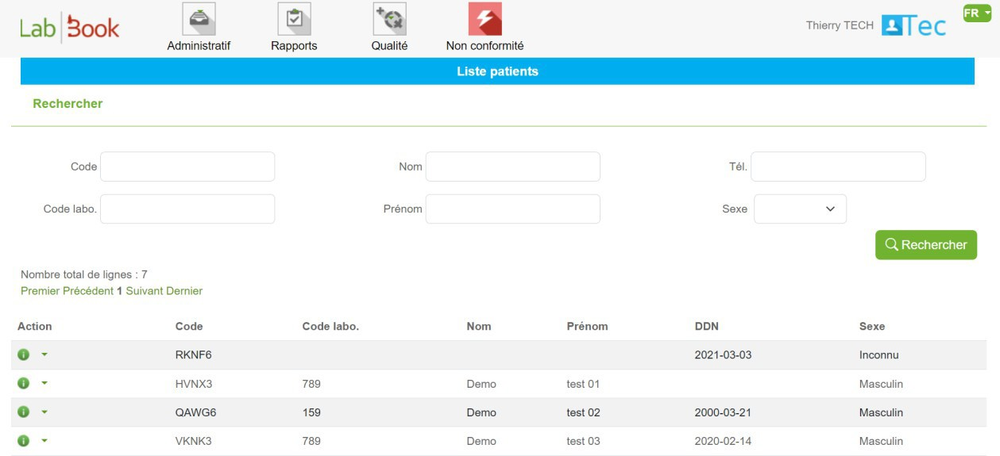 Lab Book
Administratif Rapports Qualité Non conformité
Thierry TECH Tec FR
Liste patients
Rechercher
Code Nom Tél.
Code labo. Prénom Sexe
Rechercher
Nombre total de lignes : 7
Premier Précédent 1 Suivant Dernier
Action Code Code labo. Nom Prénom DDN Sexe
RKNF6 2021-03-03 Inconnu
HVNX3 789 Demo test 01 Masculin
QAWG6 159 Demo test 02 2000-03-21 Masculin
VKNK3 789 Demo test 03 2020-02-14 Masculin